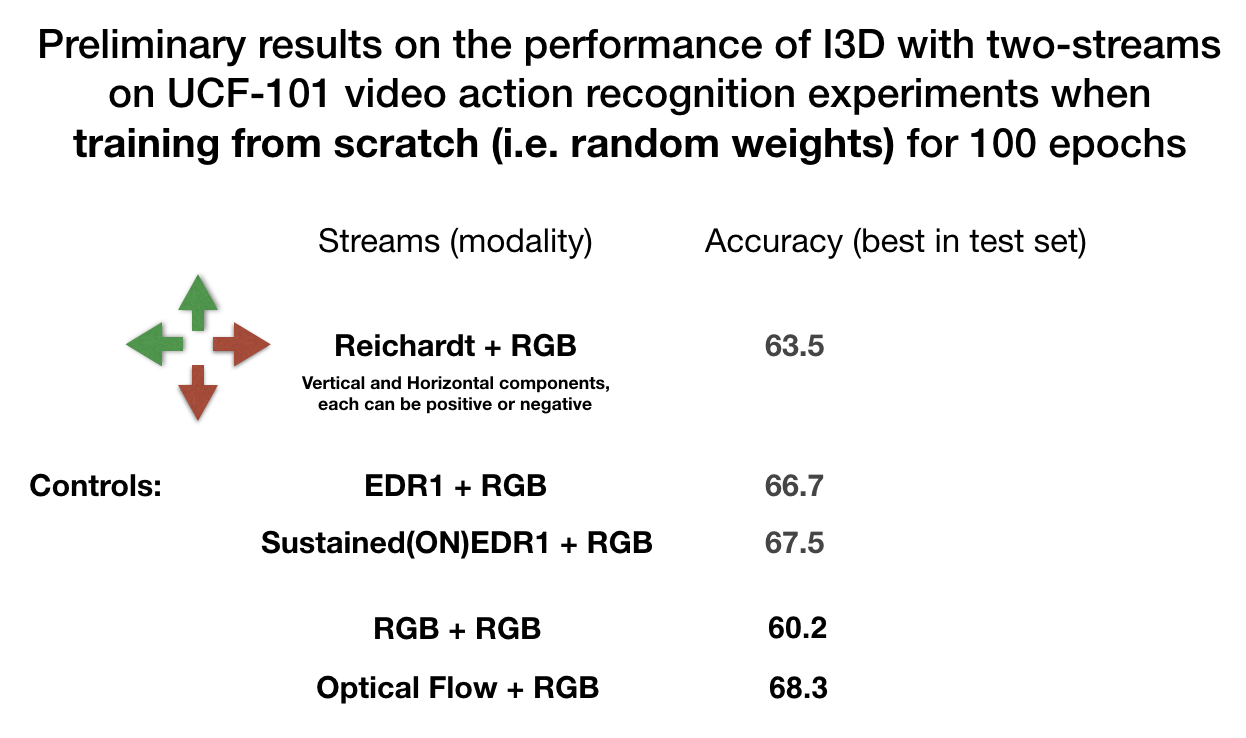 Preliminary results on the performance of I3D with two-streams
on UCF-101 video action recognition experiments when
training from scratch (i.e. random weights) for 100 epochs
Streams (modality) Accuracy (best in test set)
Reichardt + RGB 63.5
Vertical and Horizontal components,
each can be positive or negative
Controls: EDR1 + RGB 66.7
Sustained(ON)EDR1 + RGB 67.5
RGB + RGB 60.2
Optical Flow + RGB 68.3